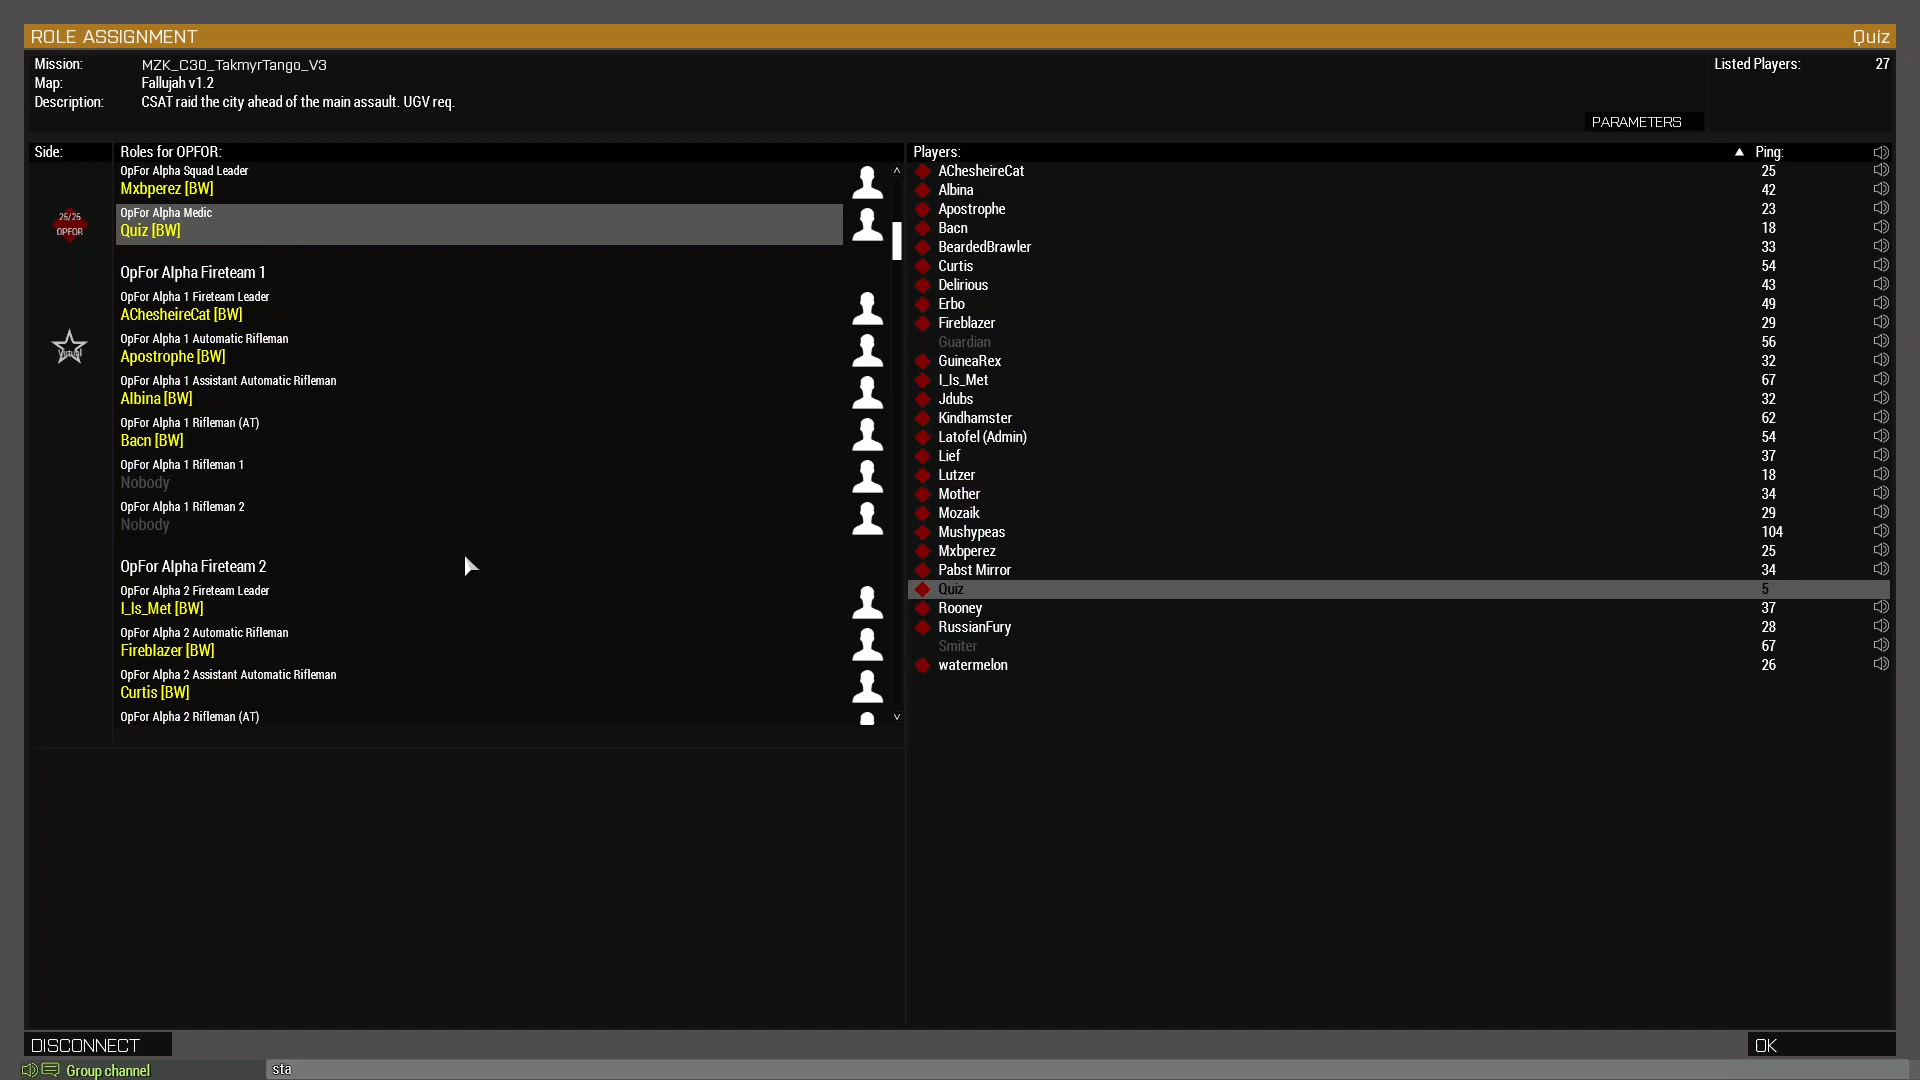 ROLE ASSIGNMENT
Quiz
Mission: MZK_C30_TakmyrTango_V3
Listed Players: 27
Map: Fallujah v1.2
Description: CSAT raid the city ahead of the main assault. UGV req.
PARAMETERS
Side:
25/25
OPFOR
Virtual
Roles for OPFOR:
OpFor Alpha Squad Leader
Mxbperez [BW]
OpFor Alpha Medic
Quiz [BW]
OpFor Alpha Fireteam 1
OpFor Alpha 1 Fireteam Leader
AChesheireCat [BW]
OpFor Alpha 1 Automatic Rifleman
Apostrophe [BW]
OpFor Alpha 1 Assistant Automatic Rifleman
Albina [BW]
OpFor Alpha 1 Rifleman (AT)
Bacn [BW]
OpFor Alpha 1 Rifleman 1
Nobody
OpFor Alpha 1 Rifleman 2
Nobody
OpFor Alpha Fireteam 2
OpFor Alpha 2 Fireteam Leader
I_Is_Met [BW]
OpFor Alpha 2 Automatic Rifleman
Fireblazer [BW]
OpFor Alpha 2 Assistant Automatic Rifleman
Curtis [BW]
OpFor Alpha 2 Rifleman (AT)
Players: Ping:
AChesheireCat 25
Albina 42
Apostrophe 23
Bacn 18
BeardedBrawler 33
Curtis 54
Delirious 43
Erbo 49
Fireblazer 29
Guardian 56
GuineaRex 32
I_Is_Met 67
Jdubs 32
Kindhamster 62
Latofel (Admin) 54
Lief 37
Lutzer 18
Mother 34
Mozaik 29
Mushypeas 104
Mxbperez 25
Pabst Mirror 34
Quiz 5
Rooney 37
RussianFury 28
Smiter 67
watermelon 26
DISCONNECT
OK
Group channel
sta